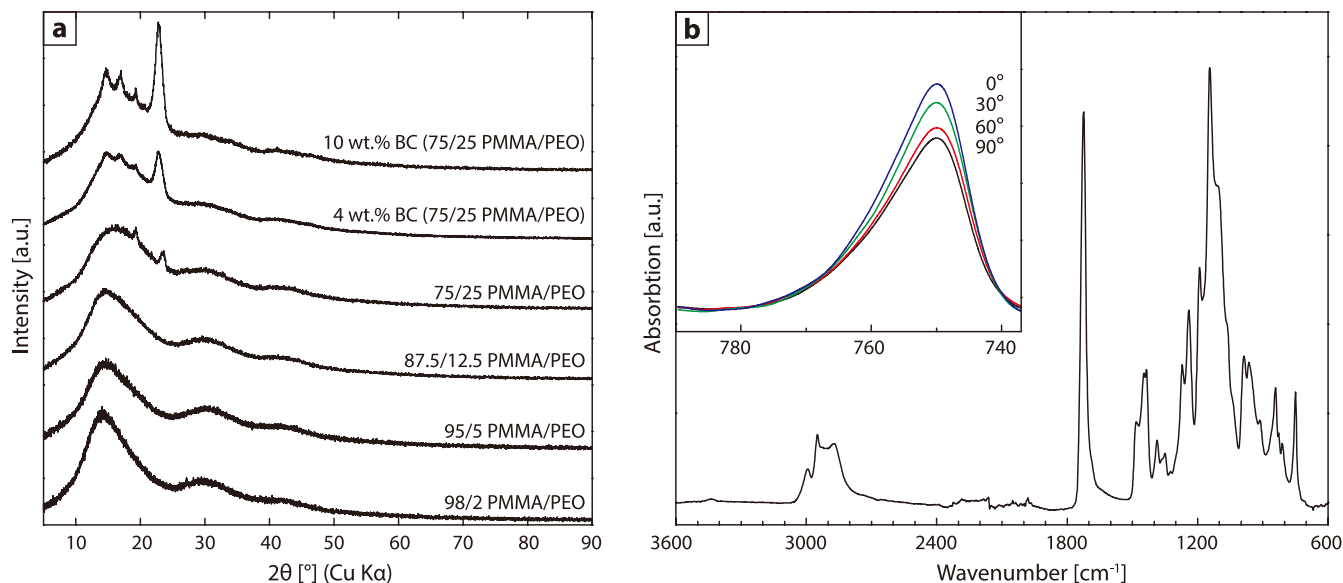 a
10 wt.% BC (75/25 PMMA/PEO)
4 wt.% BC (75/25 PMMA/PEO)
75/25 PMMA/PEO
87.5/12.5 PMMA/PEO
95/5 PMMA/PEO
98/2 PMMA/PEO
Intensity [a.u.]
10 20 30 40 50 60 70 80 90
2θ [°] (Cu Kα)
b
0°
30°
60°
90°
780 760 740
Absorbtion [a.u.]
3600 3000 2400 1800 1200 600
Wavenumber [cm⁻¹]